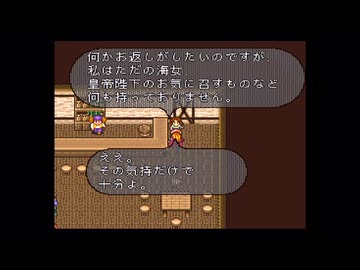 何かお返しがしたいのですが、
私はただの海女、
皇帝陛下のお気に召すものなど
何も持っておりません。
ええ。
その気持だけで
十分よ。